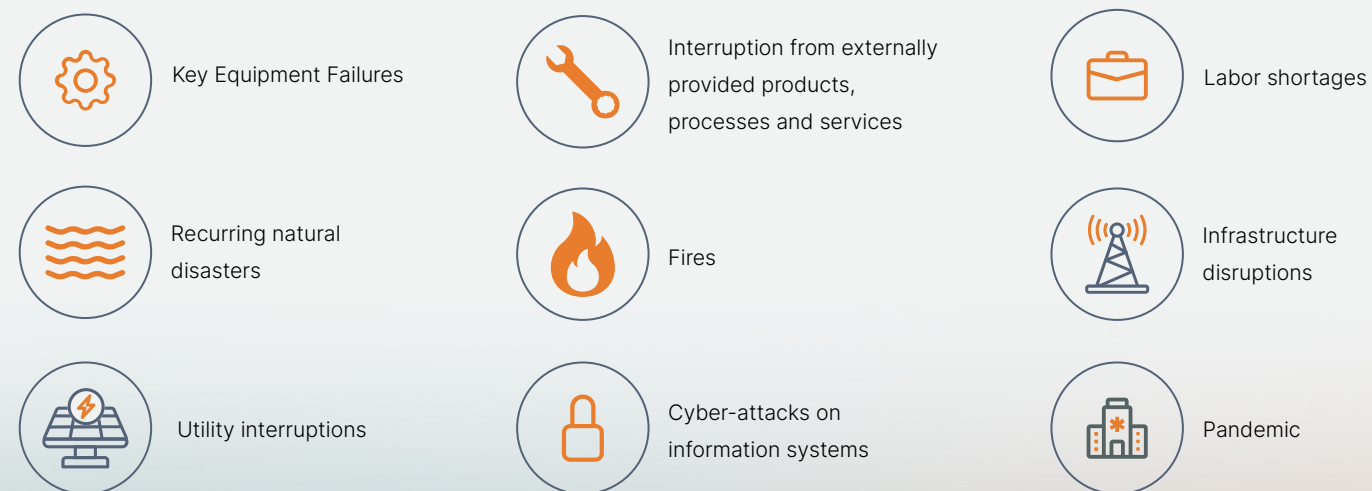 Key Equipment Failures
Interruption from externally
provided products,
processes and services
Labor shortages
Recurring natural
disasters
Fires
Infrastructure
disruptions
Utility interruptions
Cyber-attacks on
information systems
Pandemic